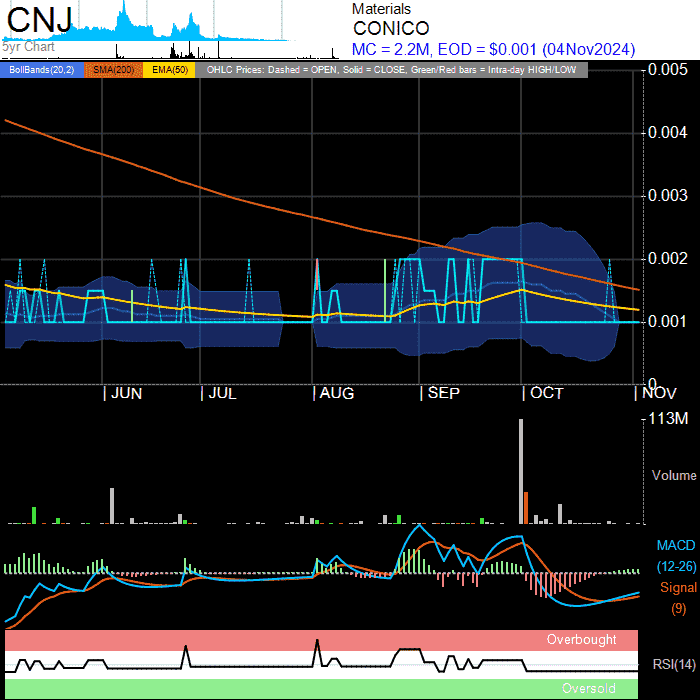 CNJ
5yr Chart
Materials
CONICO
MC = 2.2M, EOD = $0.001 (04Nov2024)
BollBands(20,2) SMA(200) EMA(50) OHLC Prices: Dashed = OPEN, Solid = CLOSE, Green/Red bars = Intra-day HIGH/LOW
0.005
0.004
0.003
0.002
0.001
0
JUN JUL AUG SEP OCT NOV
113M
Volume
MACD
(12-26)
Signal
(9)
Overbought
RSI(14)
Oversold